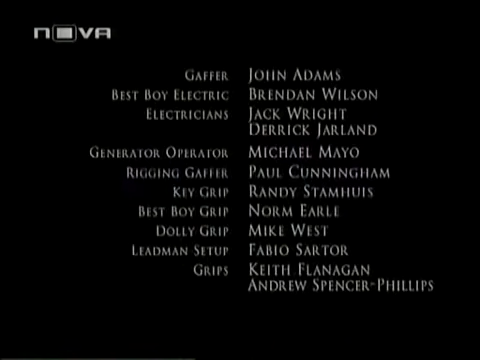 NOVA
GAFFER JOHN ADAMS
BEST BOY ELECTRIC BRENDAN WILSON
ELECTRICIANS JACK WRIGHT
DERRICK JARLAND
GENERATOR OPERATOR MICHAEL MAYO
RIGGING GAFFER PAUL CUNNINGHAM
KEY GRIP RANDY STAMHUIS
BEST BOY GRIP NORM EARLE
DOLLY GRIP MIKE WEST
LEADMAN SETUP FABIO SARTOR
GRIPS KEITH FLANAGAN
ANDREW SPENCER-PHILLIPS